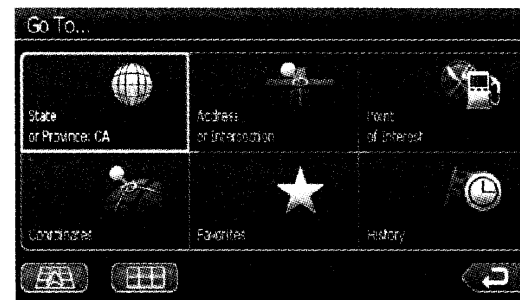 Go To...
State
or Province: CA
Address
or Intersection
Point
of Interest
Coordinates
Favorites
History